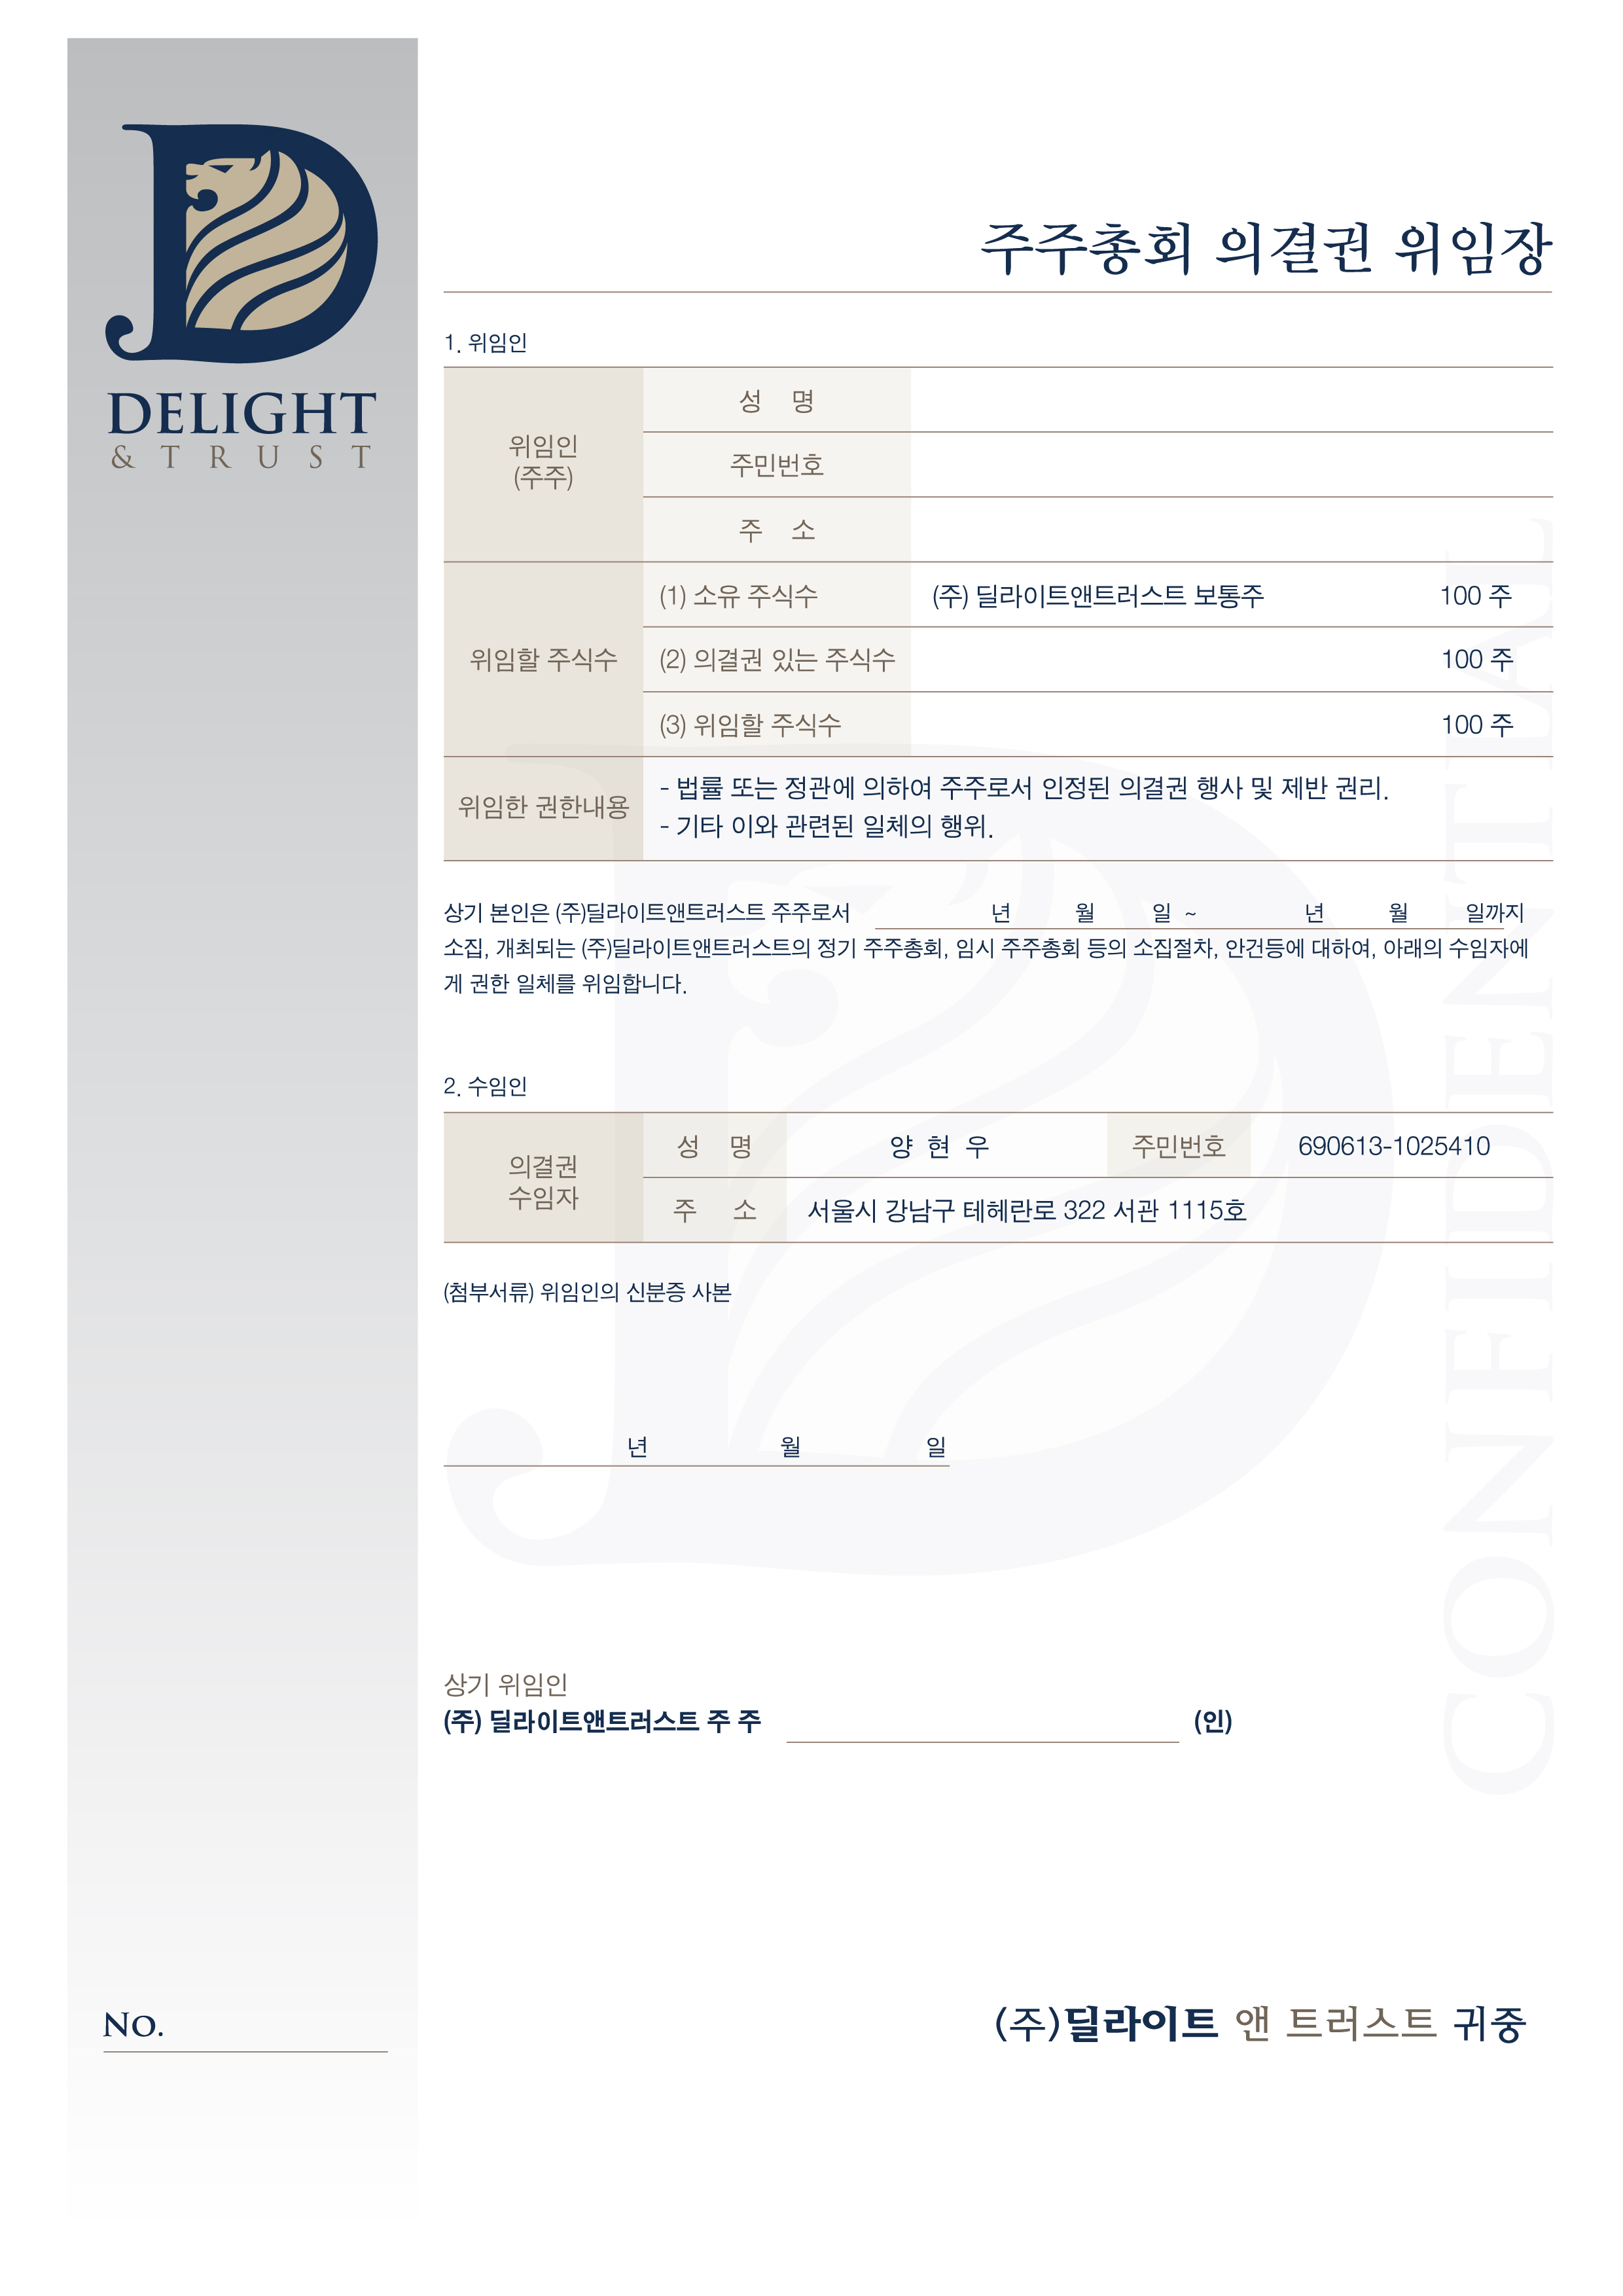 DELIGHT
& TRUST
주주총회 의결권 위임장
1. 위임인
위임인
(주주)
성 명
주민번호
주 소
위임할 주식수
(1) 소유 주식수 (주) 딜라이트앤트러스트 보통주 100 주
(2) 의결권 있는 주식수 100 주
(3) 위임할 주식수 100 주
위임한 권한내용
- 법률 또는 정관에 의하여 주주로서 인정된 의결권 행사 및 제반 권리.
- 기타 이와 관련된 일체의 행위.
상기 본인은 (주)딜라이트앤트러스트 주주로서 년 월 일 ~ 년 월 일까지
소집, 개최되는 (주)딜라이트앤트러스트의 정기 주주총회, 임시 주주총회 등의 소집절차, 안건등에 대하여, 아래의 수임자에
게 권한 일체를 위임합니다.
2. 수임인
의결권
수임자
성 명 양 현 우 주민번호 690613-1025410
주 소 서울시 강남구 테헤란로 322 서관 1115호
(첨부서류) 위임인의 신분증 사본
년 월 일
상기 위임인
(주) 딜라이트앤트러스트 주 주 (인)
No.
(주)딜라이트 앤 트러스트 귀중
CONFIDENTIAL